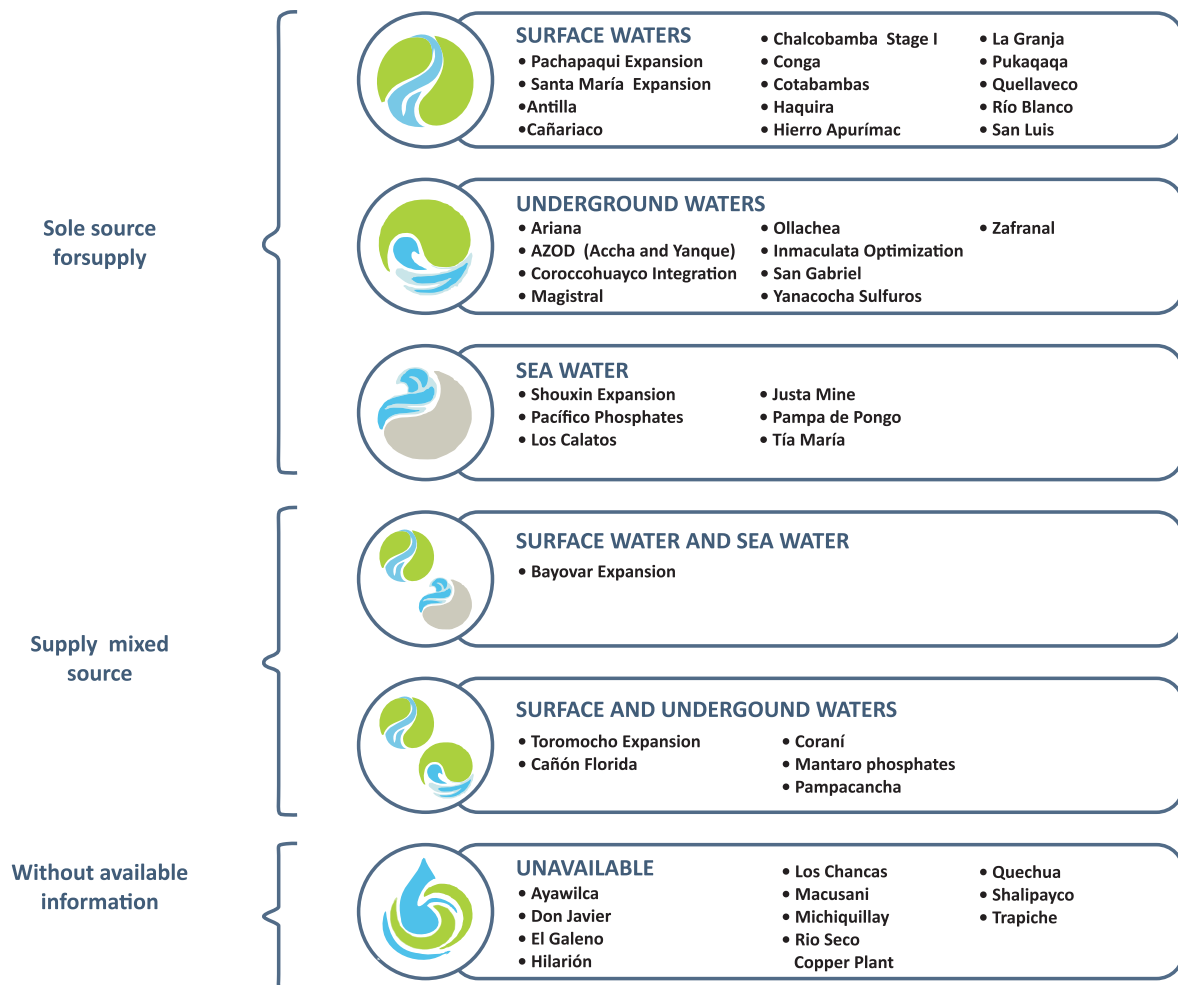 Sole source
forsupply
SURFACE WATERS
• Pachapaqui Expansion
• Santa María Expansion
•Antilla
•Cañariaco
• Chalcobamba Stage I
• Conga
• Cotabambas
• Haquira
• Hierro Apurímac
• La Granja
• Pukaqaqa
• Quellaveco
• Río Blanco
• San Luis
UNDERGROUND WATERS
• Ariana
• AZOD (Accha and Yanque)
• Coroccohuayco Integration
• Magistral
• Ollachea
• Inmaculata Optimization
• San Gabriel
• Yanacocha Sulfuros
• Zafranal
SEA WATER
• Shouxin Expansion
• Pacífico Phosphates
• Los Calatos
• Justa Mine
• Pampa de Pongo
• Tía María
Supply mixed
source
SURFACE WATER AND SEA WATER
• Bayovar Expansion
SURFACE AND UNDERGOUND WATERS
• Toromocho Expansion
• Cañón Florida
• Coraní
• Mantaro phosphates
• Pampacancha
Without available
information
UNAVAILABLE
• Ayawilca
• Don Javier
• El Galeno
• Hilarión
• Los Chancas
• Macusani
• Michiquillay
• Rio Seco
Copper Plant
• Quechua
• Shalipayco
• Trapiche